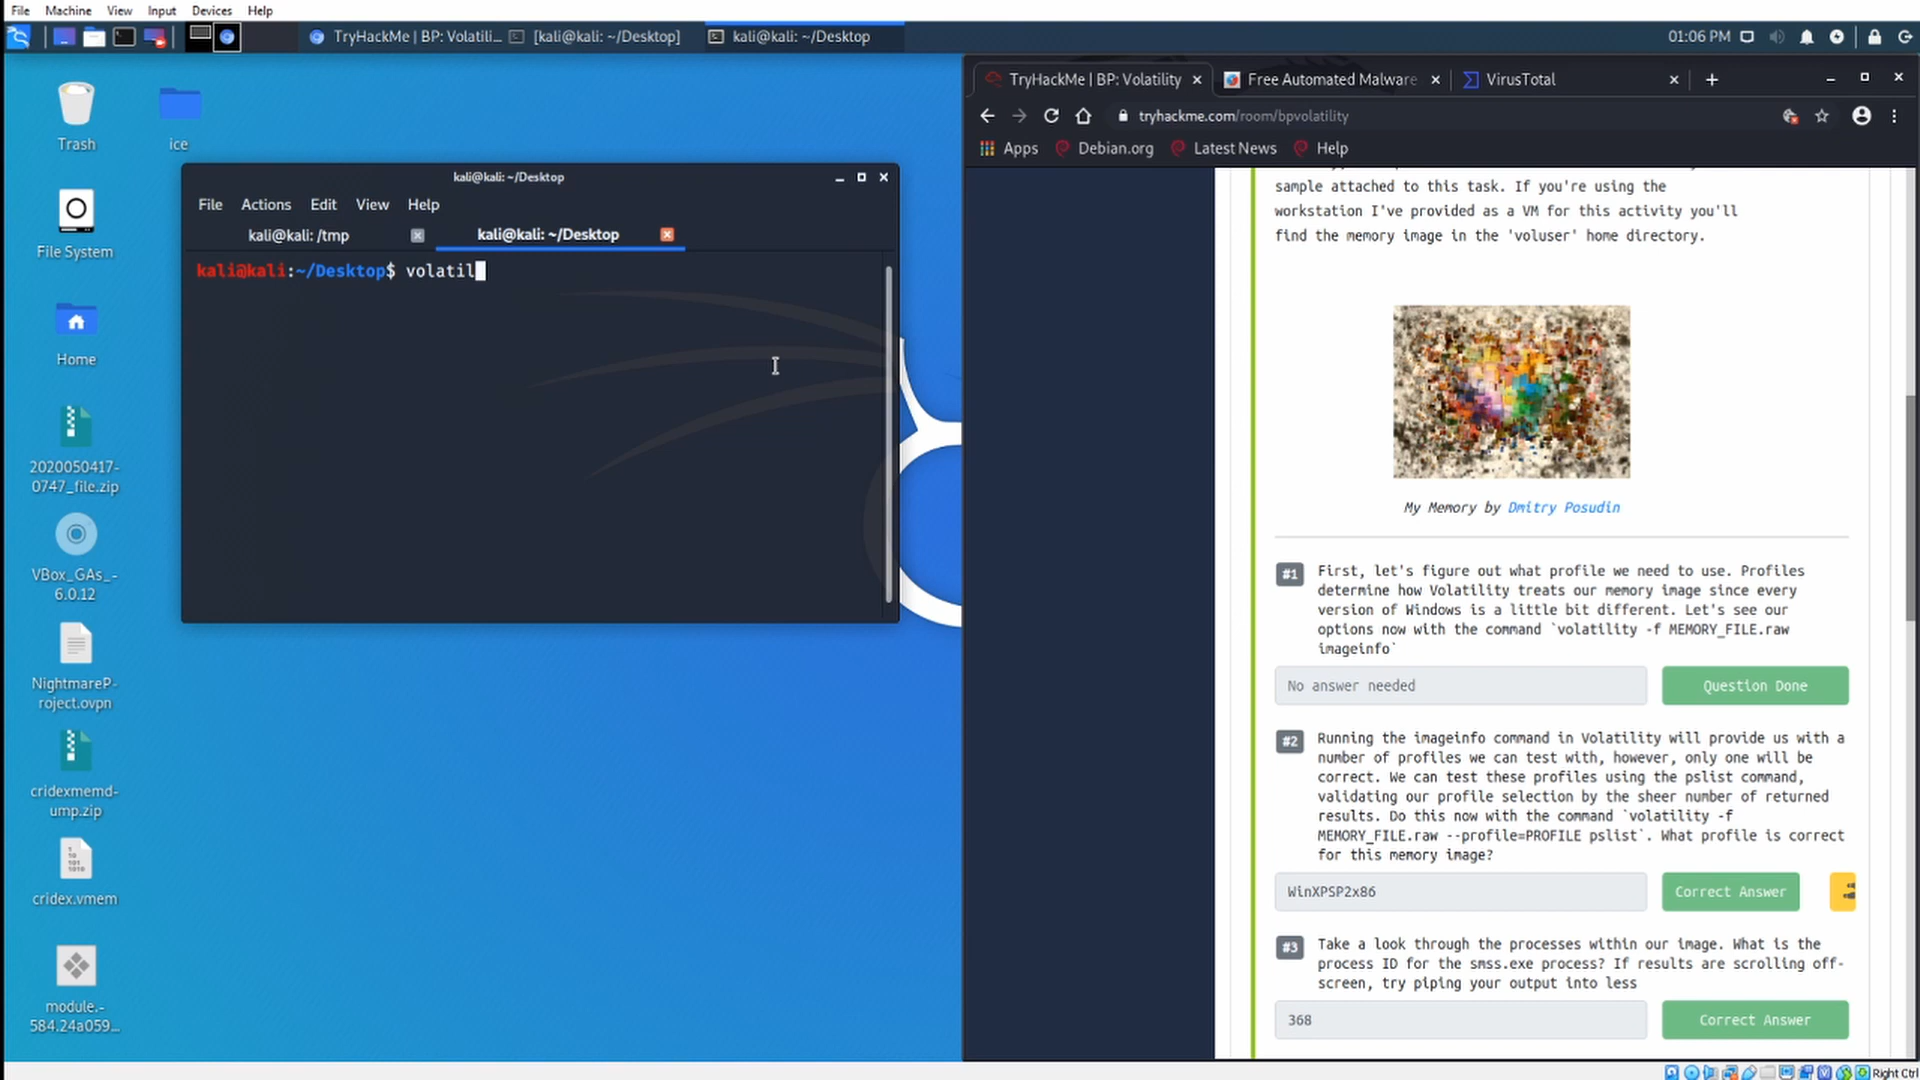 File Machine View Input Devices Help
TryHackMe | BP: Volatili... [kali@kali: ~/Desktop] kali@kali: ~/Desktop 01:06 PM
Trash
ice
File System
Home
2020050417-
0747_file.zip
VBox_GAs_-
6.0.12
NightmareP-
roject.ovpn
cridexmemd-
ump.zip
cridex.vmem
module.-
584.24a059...
kali@kali: ~/Desktop
File Actions Edit View Help
kali@kali: /tmp kali@kali: ~/Desktop
kali@kali:~/Desktop$ volatil
TryHackMe | BP: Volatility Free Automated Malware VirusTotal
tryhackme.com/room/bpvolatility
Apps Debian.org Latest News Help
sample attached to this task. If you're using the
workstation I've provided as a VM for this activity you'll
find the memory image in the 'voluser' home directory.
My Memory by Dmitry Posudin
#1 First, let's figure out what profile we need to use. Profiles
determine how Volatility treats our memory image since every
version of Windows is a little bit different. Let's see our
options now with the command `volatility -f MEMORY_FILE.raw
imageinfo`
No answer needed Question Done
#2 Running the imageinfo command in Volatility will provide us with a
number of profiles we can test with, however, only one will be
correct. We can test these profiles using the pslist command,
validating our profile selection by the sheer number of returned
results. Do this now with the command `volatility -f
MEMORY_FILE.raw --profile=PROFILE pslist`. What profile is correct
for this memory image?
WinXPSP2x86 Correct Answer
#3 Take a look through the processes within our image. What is the
process ID for the smss.exe process? If results are scrolling off-
screen, try piping your output into less
368 Correct Answer
Right Ctrl